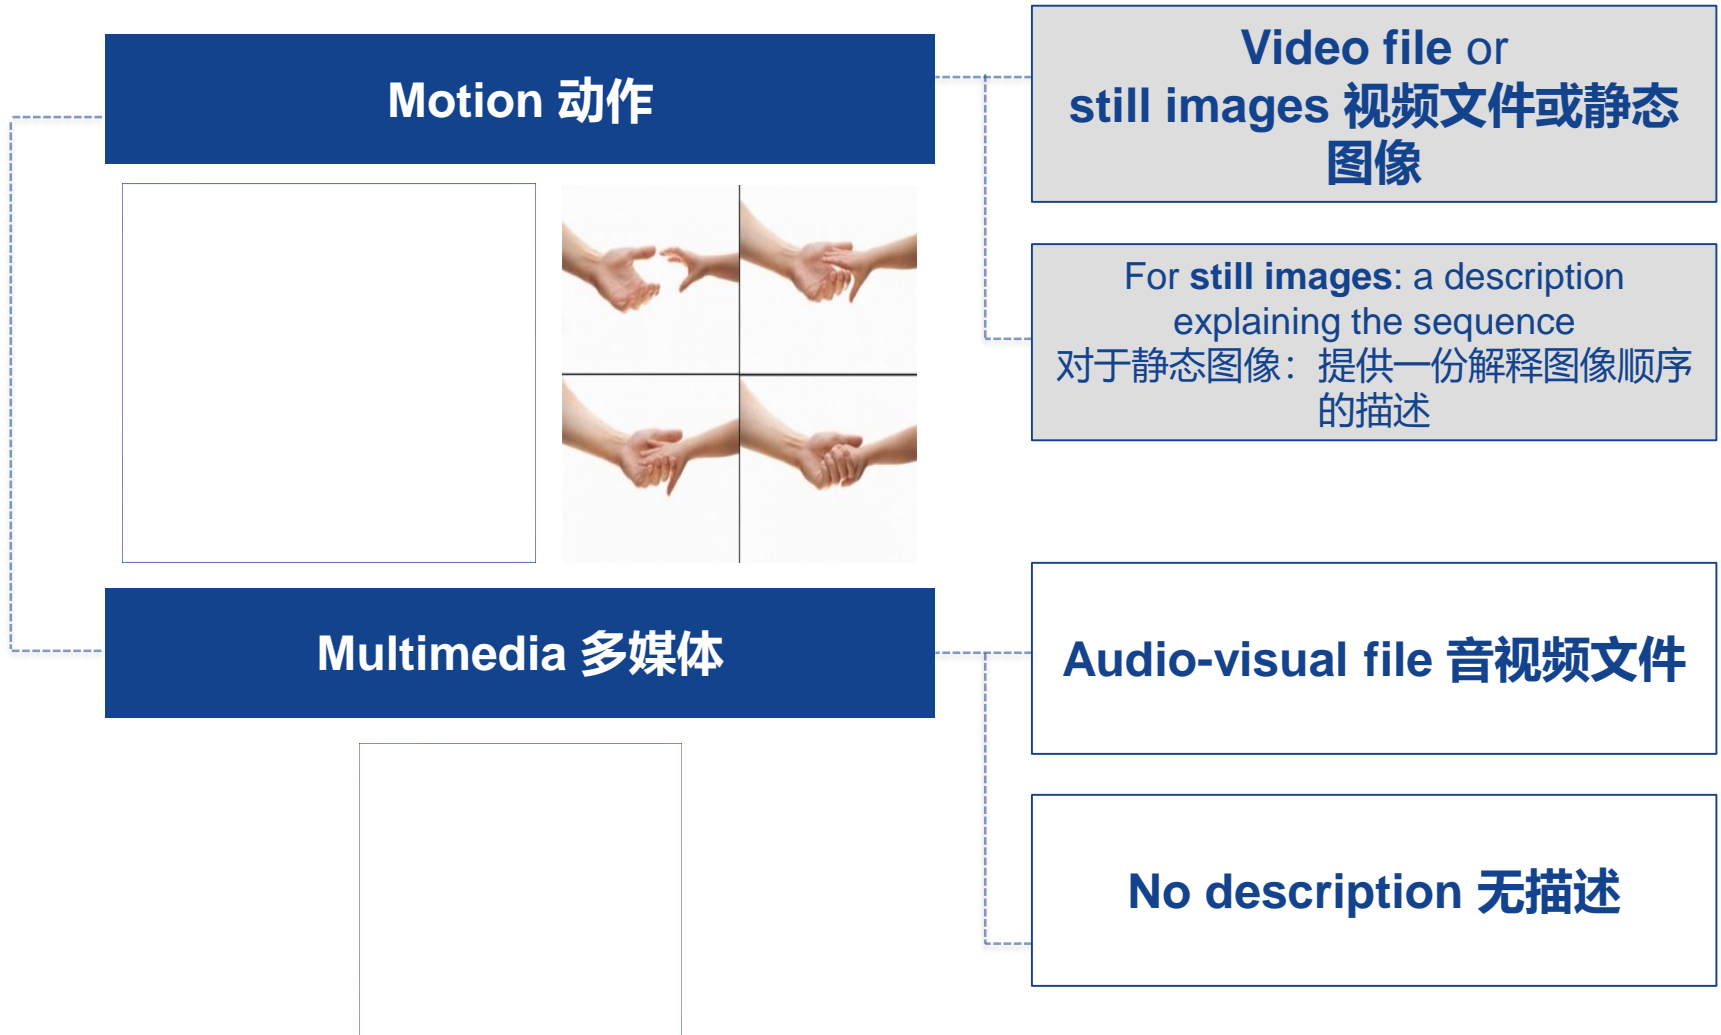 Motion 动作
Video file or
still images 视频文件或静态
图像
For still images: a description
explaining the sequence
对于静态图像：提供一份解释图像顺序
的描述
Multimedia 多媒体
Audio-visual file 音视频文件
No description 无描述